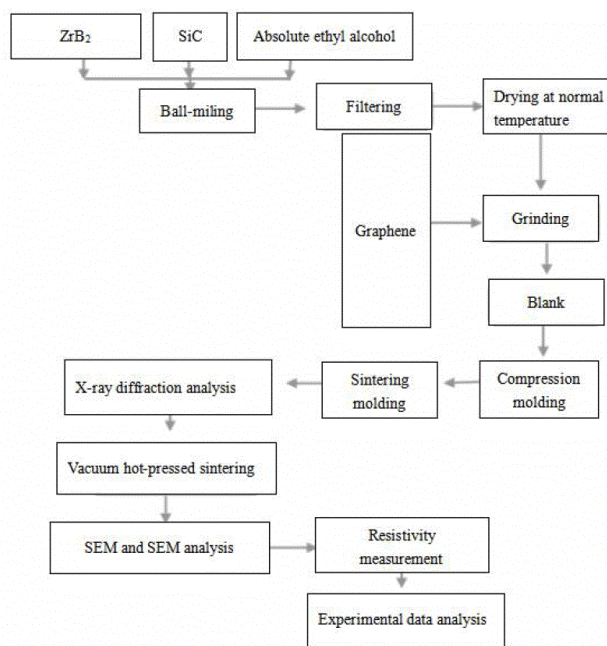 ZrB₂
SiC
Absolute ethyl alcohol
Ball-miling
Filtering
Drying at normal
temperature
Graphene
Grinding
Blank
X-ray diffraction analysis
Sintering
molding
Compression
molding
Vacuum hot-pressed sintering
SEM and SEM analysis
Resistivity
measurement
Experimental data analysis